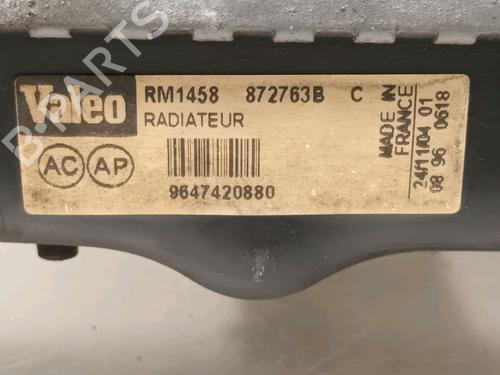 Valeo
RM1458 872763B C
RADIATEUR
AC AP
9647420880
MADE IN
FRANCE
24/11/04 01
08 96 0618
B-PARTS